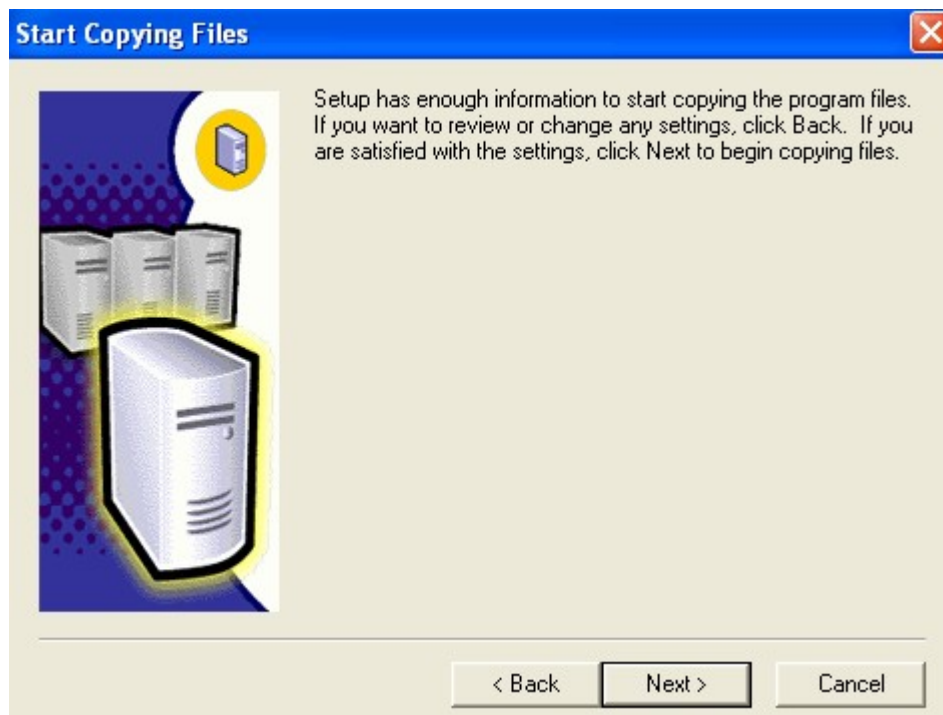 Start Copying Files
Setup has enough information to start copying the program files.
If you want to review or change any settings, click Back. If you
are satisfied with the settings, click Next to begin copying files.
< Back
Next >
Cancel